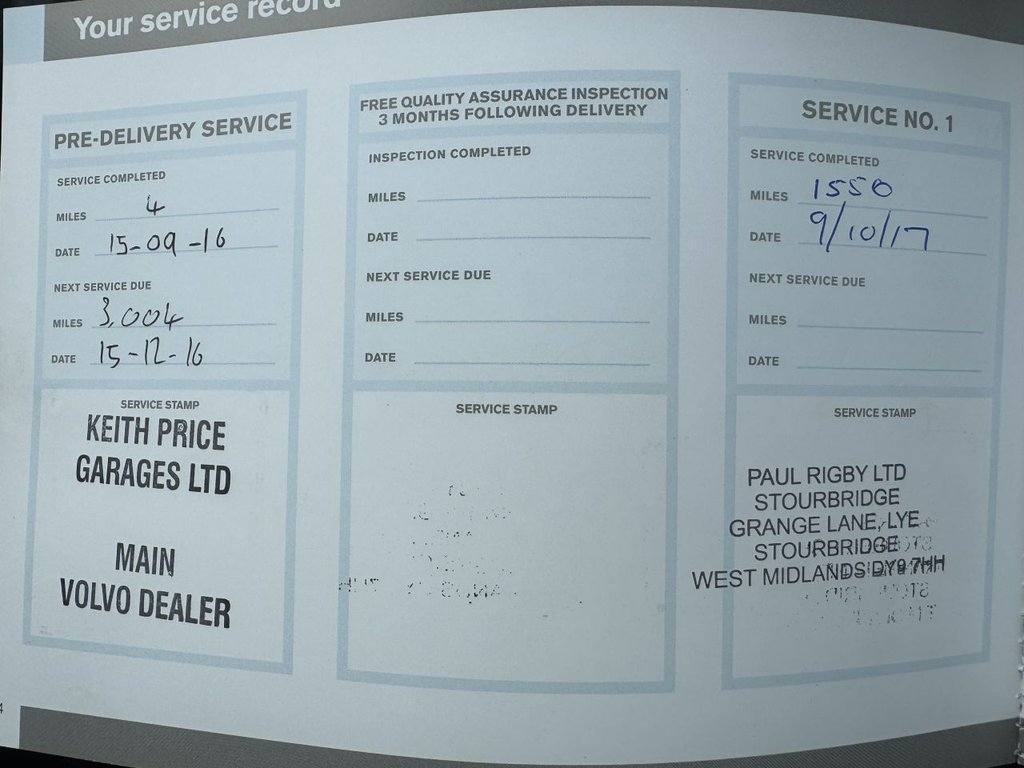 Your service record
PRE-DELIVERY SERVICE
SERVICE COMPLETED
MILES 4
DATE 15-09-16
NEXT SERVICE DUE
MILES 3,004
DATE 15-12-16
SERVICE STAMP
KEITH PRICE
GARAGES LTD
MAIN
VOLVO DEALER
FREE QUALITY ASSURANCE INSPECTION
3 MONTHS FOLLOWING DELIVERY
INSPECTION COMPLETED
MILES
DATE
NEXT SERVICE DUE
MILES
DATE
SERVICE STAMP
SERVICE NO. 1
SERVICE COMPLETED
MILES 1550
DATE 9/10/17
NEXT SERVICE DUE
MILES
DATE
SERVICE STAMP
PAUL RIGBY LTD
STOURBRIDGE
GRANGE LANE, LYE
STOURBRIDGE
WEST MIDLANDS DY9 7HH
4